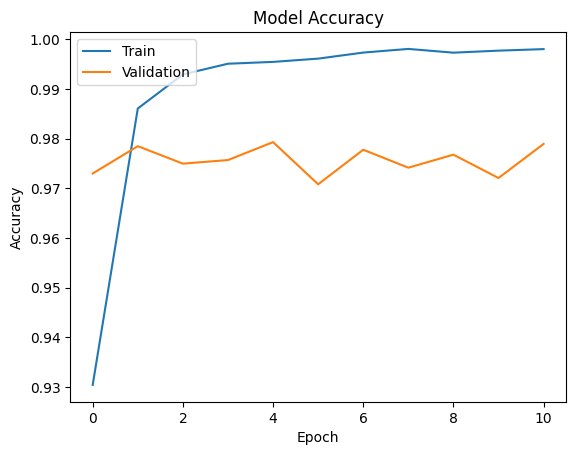 Model Accuracy
Train
Validation
1.00
0.99
0.98
0.97
0.96
0.95
0.94
0.93
Accuracy
0 2 4 6 8 10
Epoch